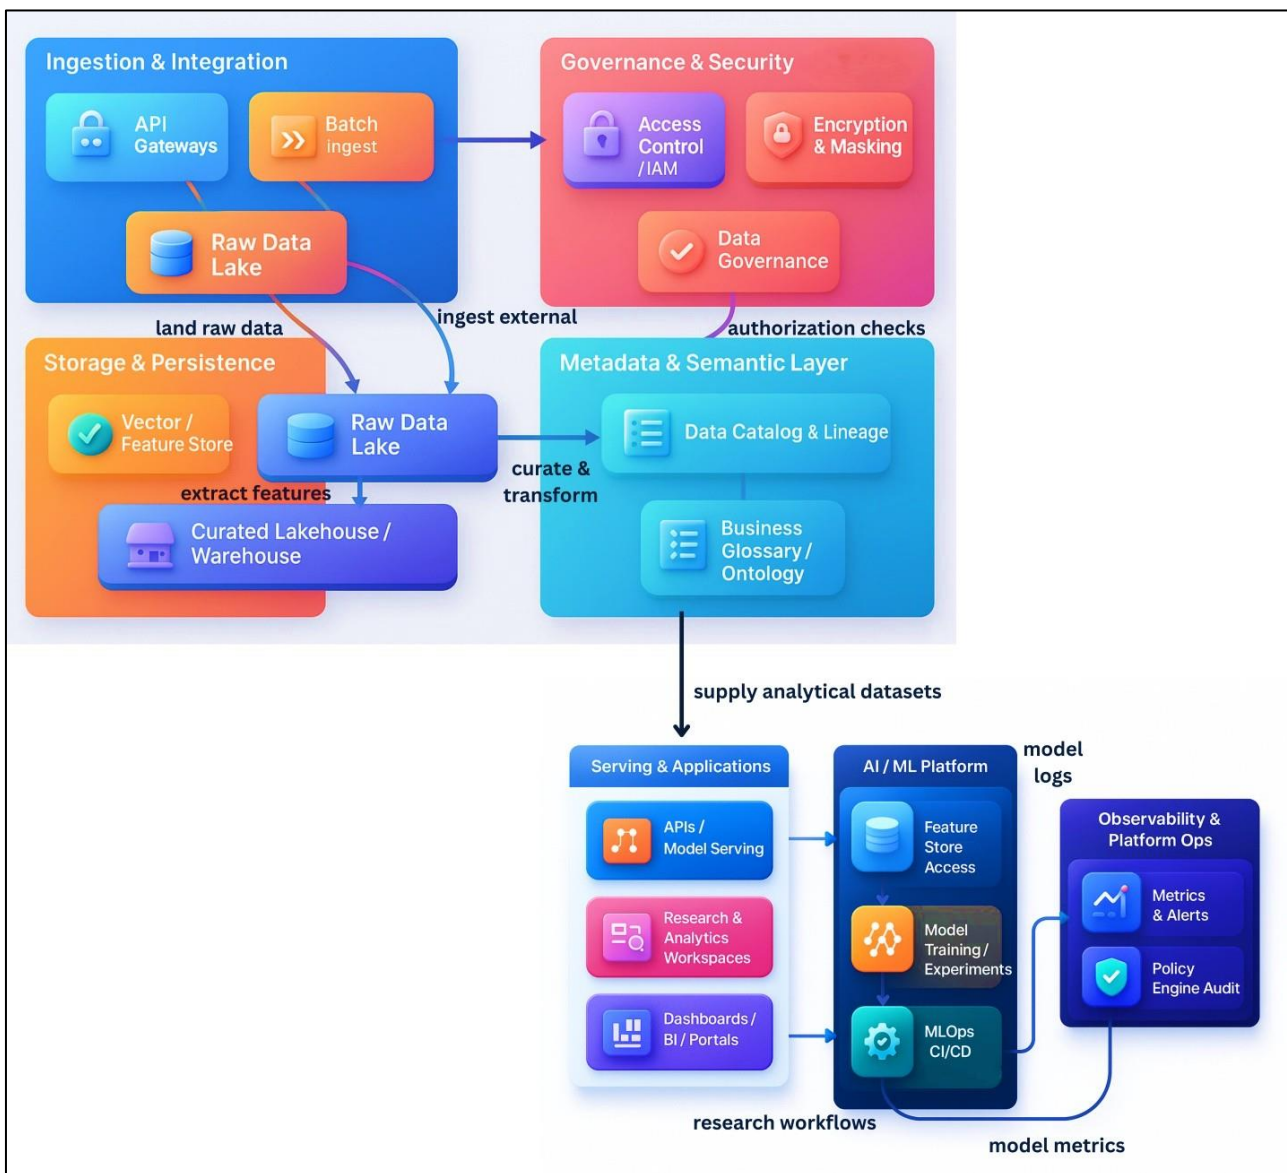 Ingestion & Integration
API
Gateways
Batch
ingest
Raw Data
Lake
Governance & Security
Access
Control
/IAM
Encryption
& Masking
Data
Governance
land raw data
ingest external
authorization checks
Storage & Persistence
Vector /
Feature Store
Raw Data
Lake
extract features
Curated Lakehouse /
Warehouse
curate &
transform
Metadata & Semantic Layer
Data Catalog & Lineage
Business
Glossary /
Ontology
supply analytical datasets
Serving & Applications
APIs /
Model Serving
Research &
Analytics
Workspaces
Dashboards /
BI / Portals
AI / ML Platform
Feature
Store
Access
Model
Training /
Experiments
MLOps
CI/CD
model
logs
Observability &
Platform Ops
Metrics
& Alerts
Policy
Engine Audit
research workflows
model metrics